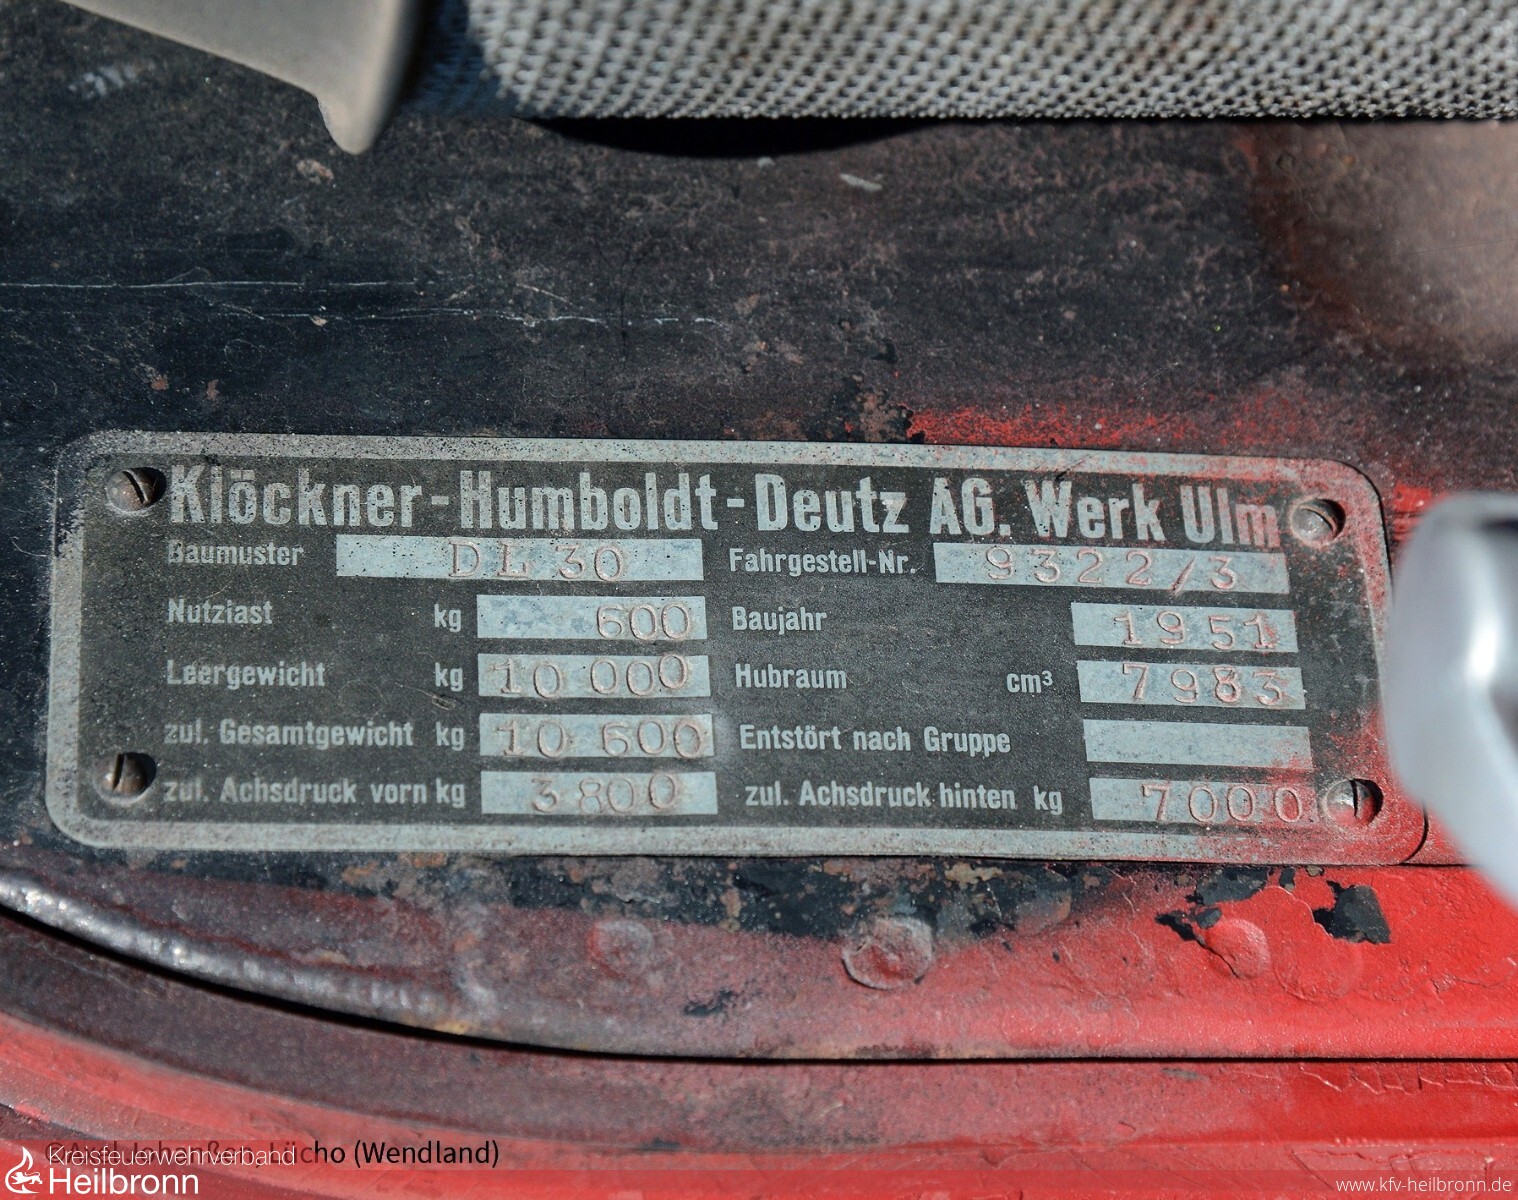 Klöckner-Humboldt-Deutz AG. Werk Ulm
Baumuster DL 30 Fahrgestell-Nr. 9322/3
Nutzlast kg 600 Baujahr 1951
Leergewicht kg 10 000 Hubraum cm³ 7983
zul. Gesamtgewicht kg 10 600 Entstört nach Gruppe
zul. Achsdruck vorn kg 3800 zul. Achsdruck hinten kg 7000
Kreisfeuerwehrverband
(Wendland)
Heilbronn
www.kfv-heilbronn.de